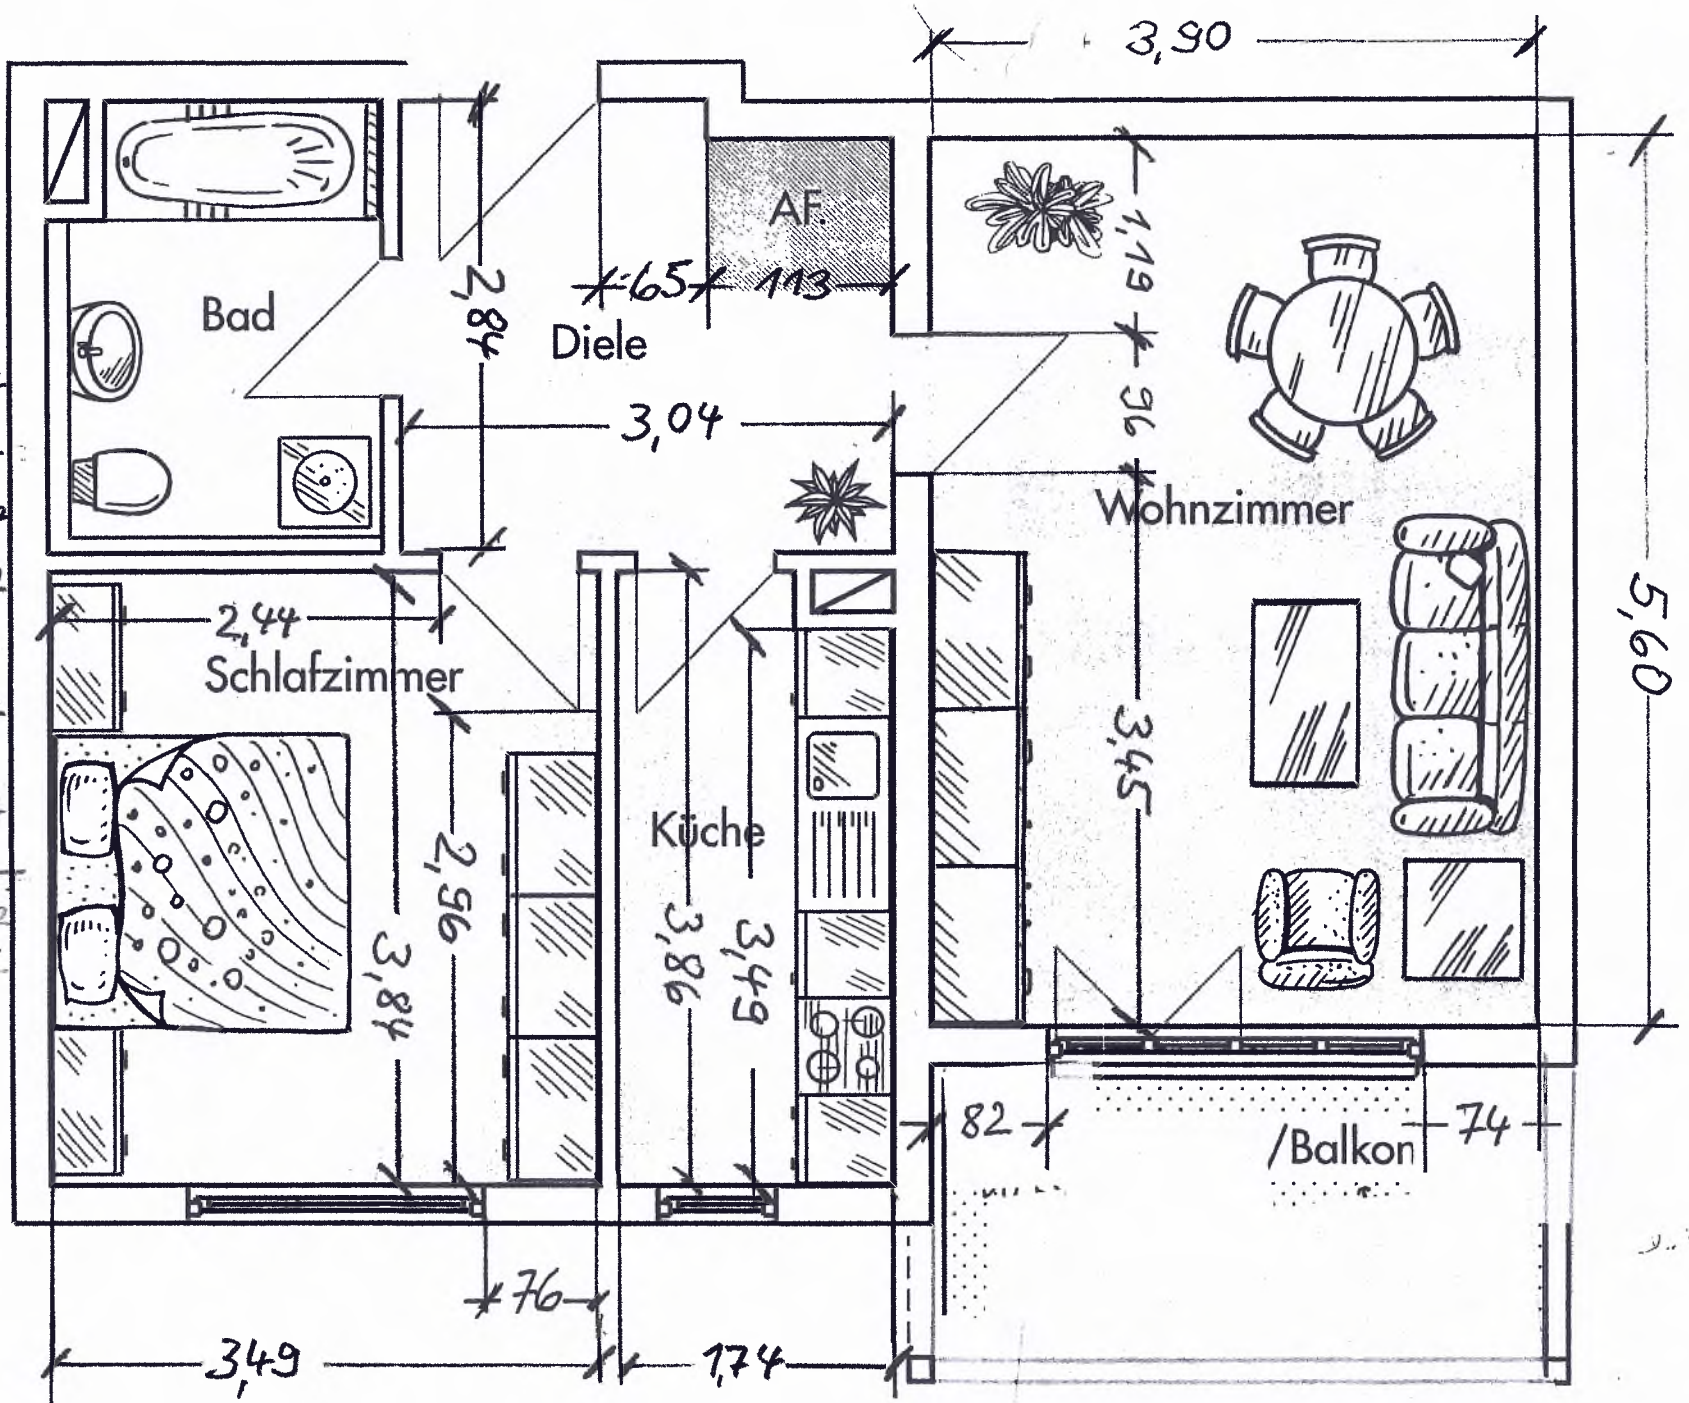 3,90
AF.
1,19
65
113
Bad
2,84
Diele
96
3,04
Wohnzimmer
2,44
5,60
Schlafzimmer
3,45
Küche
2,96
3,86
3,49
3,84
82
/Balkon
74
76
3,49
1,74